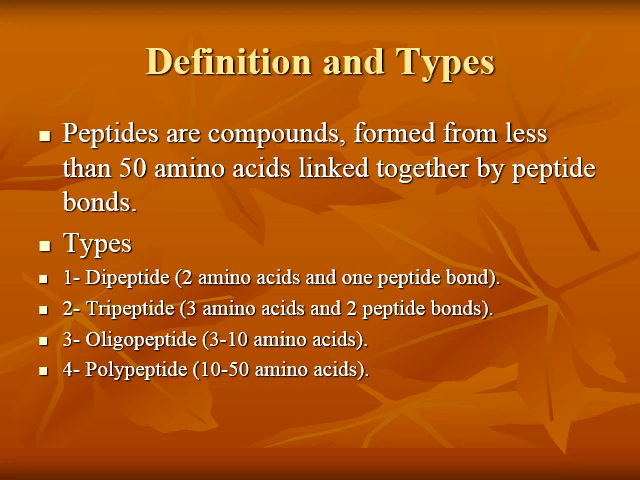 Definition and Types
Peptides are compounds, formed from less
than 50 amino acids linked together by peptide
bonds.
Types
1- Dipeptide (2 amino acids and one peptide bond).
2- Tripeptide (3 amino acids and 2 peptide bonds).
3- Oligopeptide (3-10 amino acids).
4- Polypeptide (10-50 amino acids).